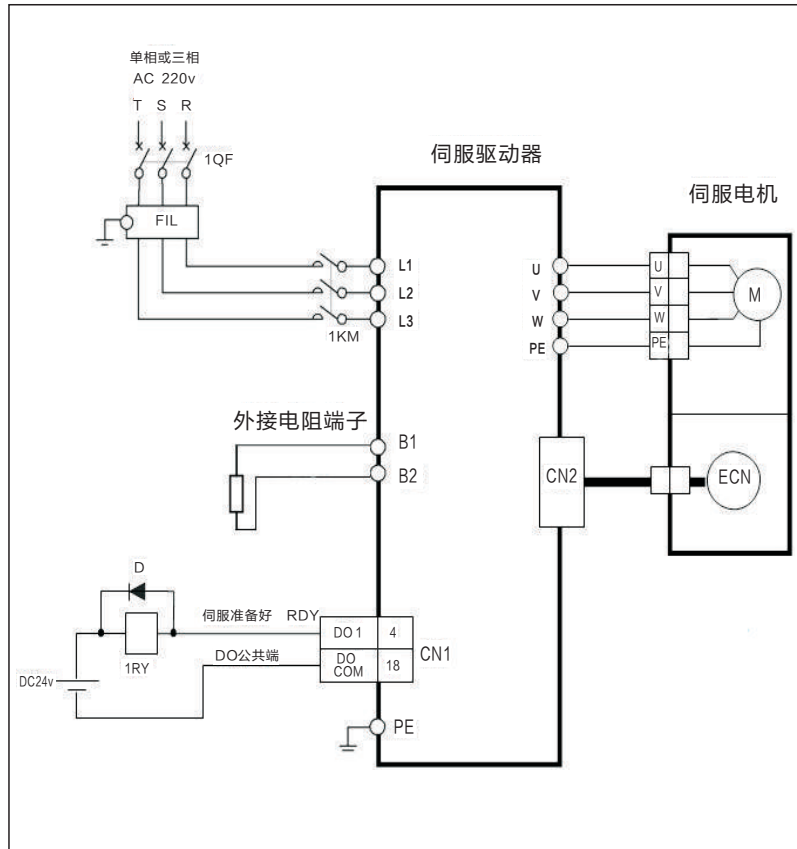 单相或三相
AC 220v
T S R
1QF
FIL
伺服驱动器
伺服电机
L1
L2
L3
1KM
U
V
W
PE
U
V
W
PE
M
外接电阻端子
B1
B2
CN2
ECN
D
1RY
DC24v
伺服准备好 RDY
DO公共端
DO1 4
DO COM 18
CN1
PE